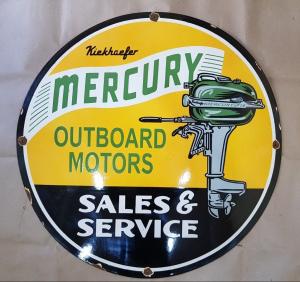 Kiekhaefer
MERCURY
OUTBOARD
MOTORS
SALES &
SERVICE